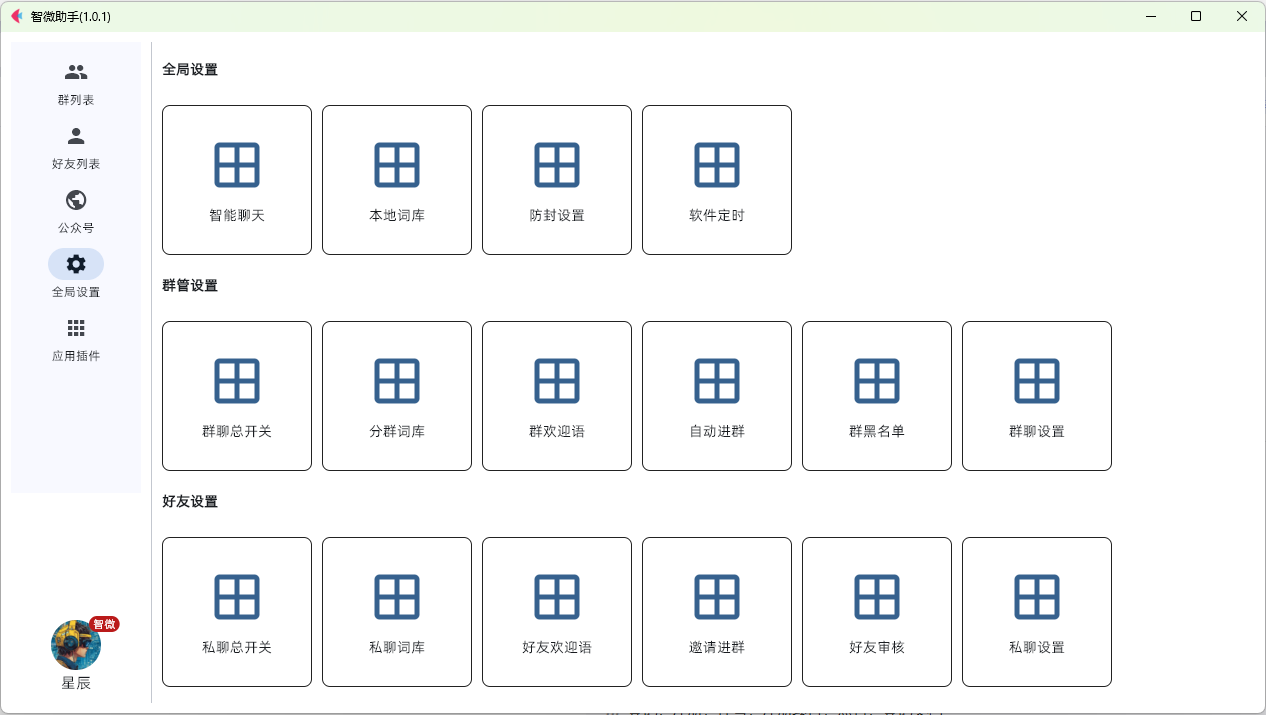 智微助手(1.0.1)
群列表
好友列表
公众号
全局设置
应用插件
智微
星辰
全局设置
智能聊天
本地词库
防封设置
软件定时
群管设置
群聊总开关
分群词库
群欢迎语
自动进群
群黑名单
群聊设置
好友设置
私聊总开关
私聊词库
好友欢迎语
邀请进群
好友审核
私聊设置